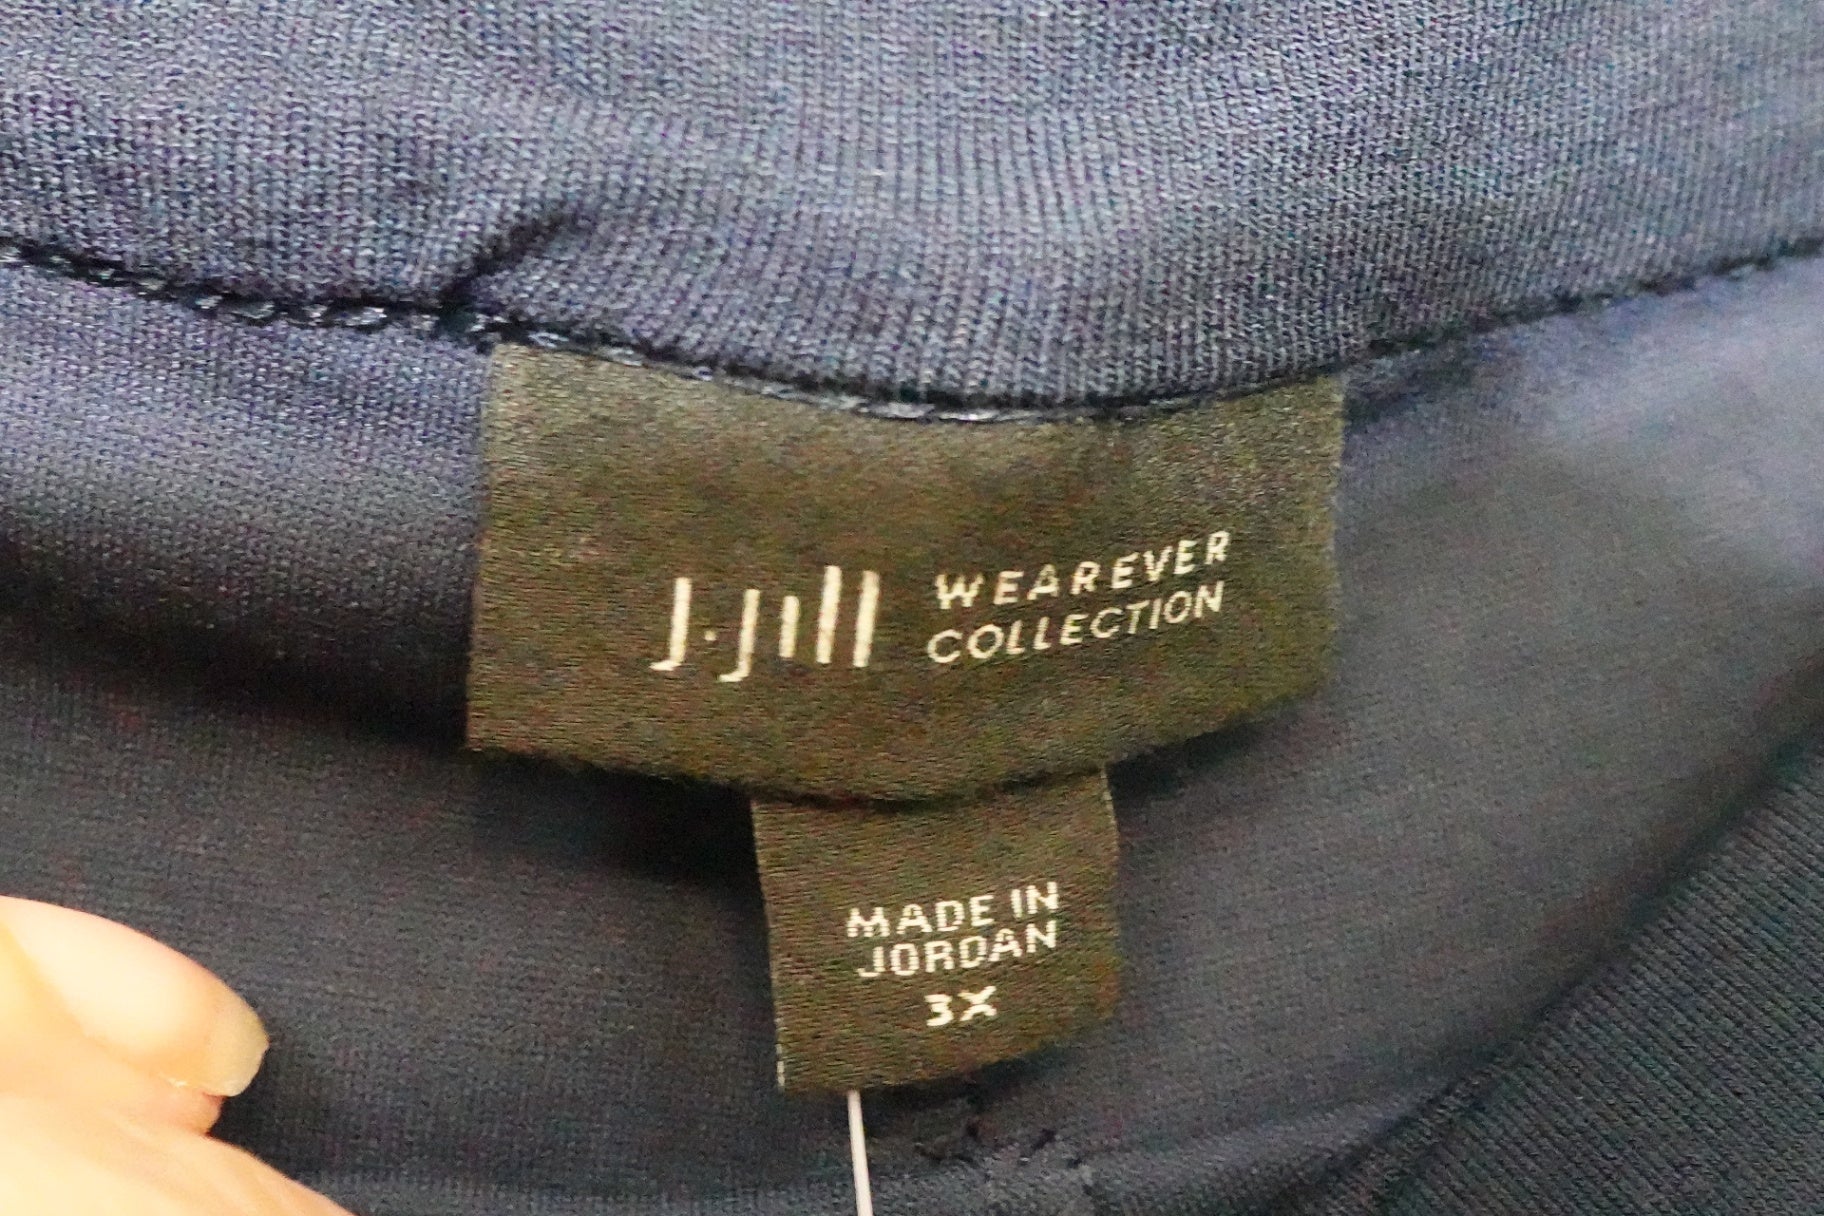 J.Jill
WEAREVER
COLLECTION
MADE IN
JORDAN
3X